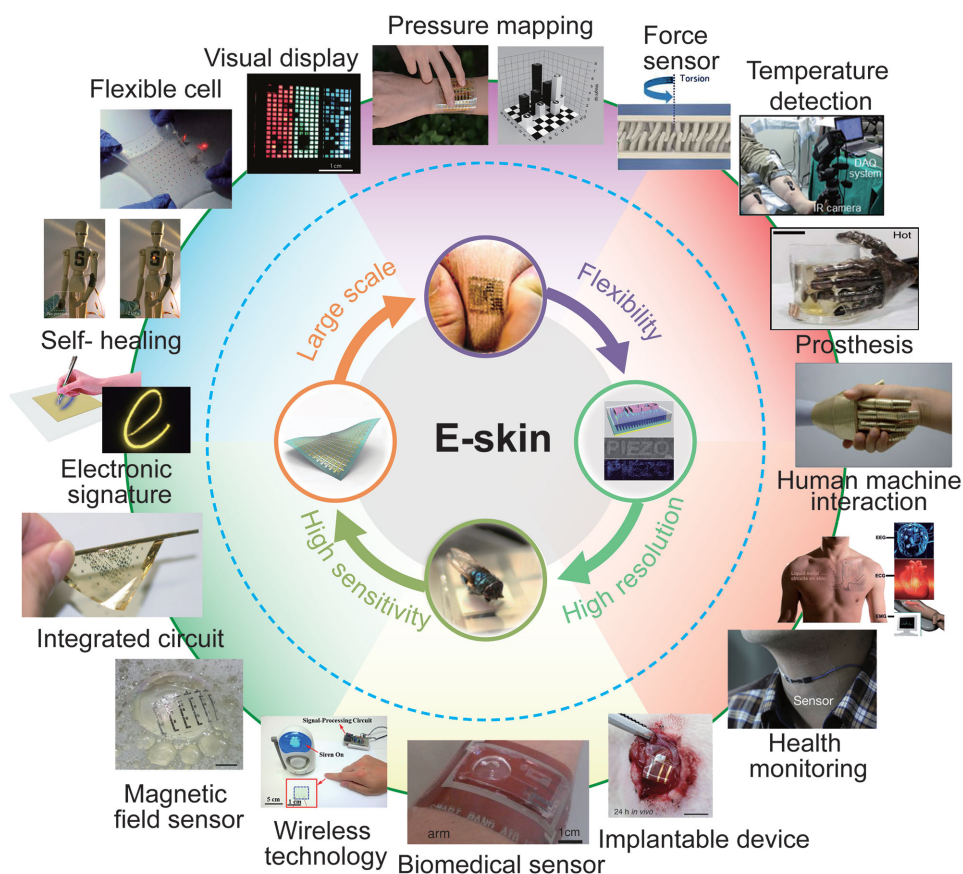 Pressure mapping
Force
sensor
Torsion
Visual display
Flexible cell
Temperature
detection
1cm
DAQ
system
IR camera
Hot
S
S
Self- healing
Large scale
Flexibility
Prosthesis
E-skin
PIEZO
e
Electronic
signature
Human machine
interaction
High sensitivity
High resolution
EEG
ECG
EMG
Integrated circuit
Sensor
Health
monitoring
Signal-Processing Circuit
Siren On
5 cm
1 cm
Magnetic
field sensor
Wireless
technology
arm
1cm
Biomedical sensor
24 h in vivo
Implantable device